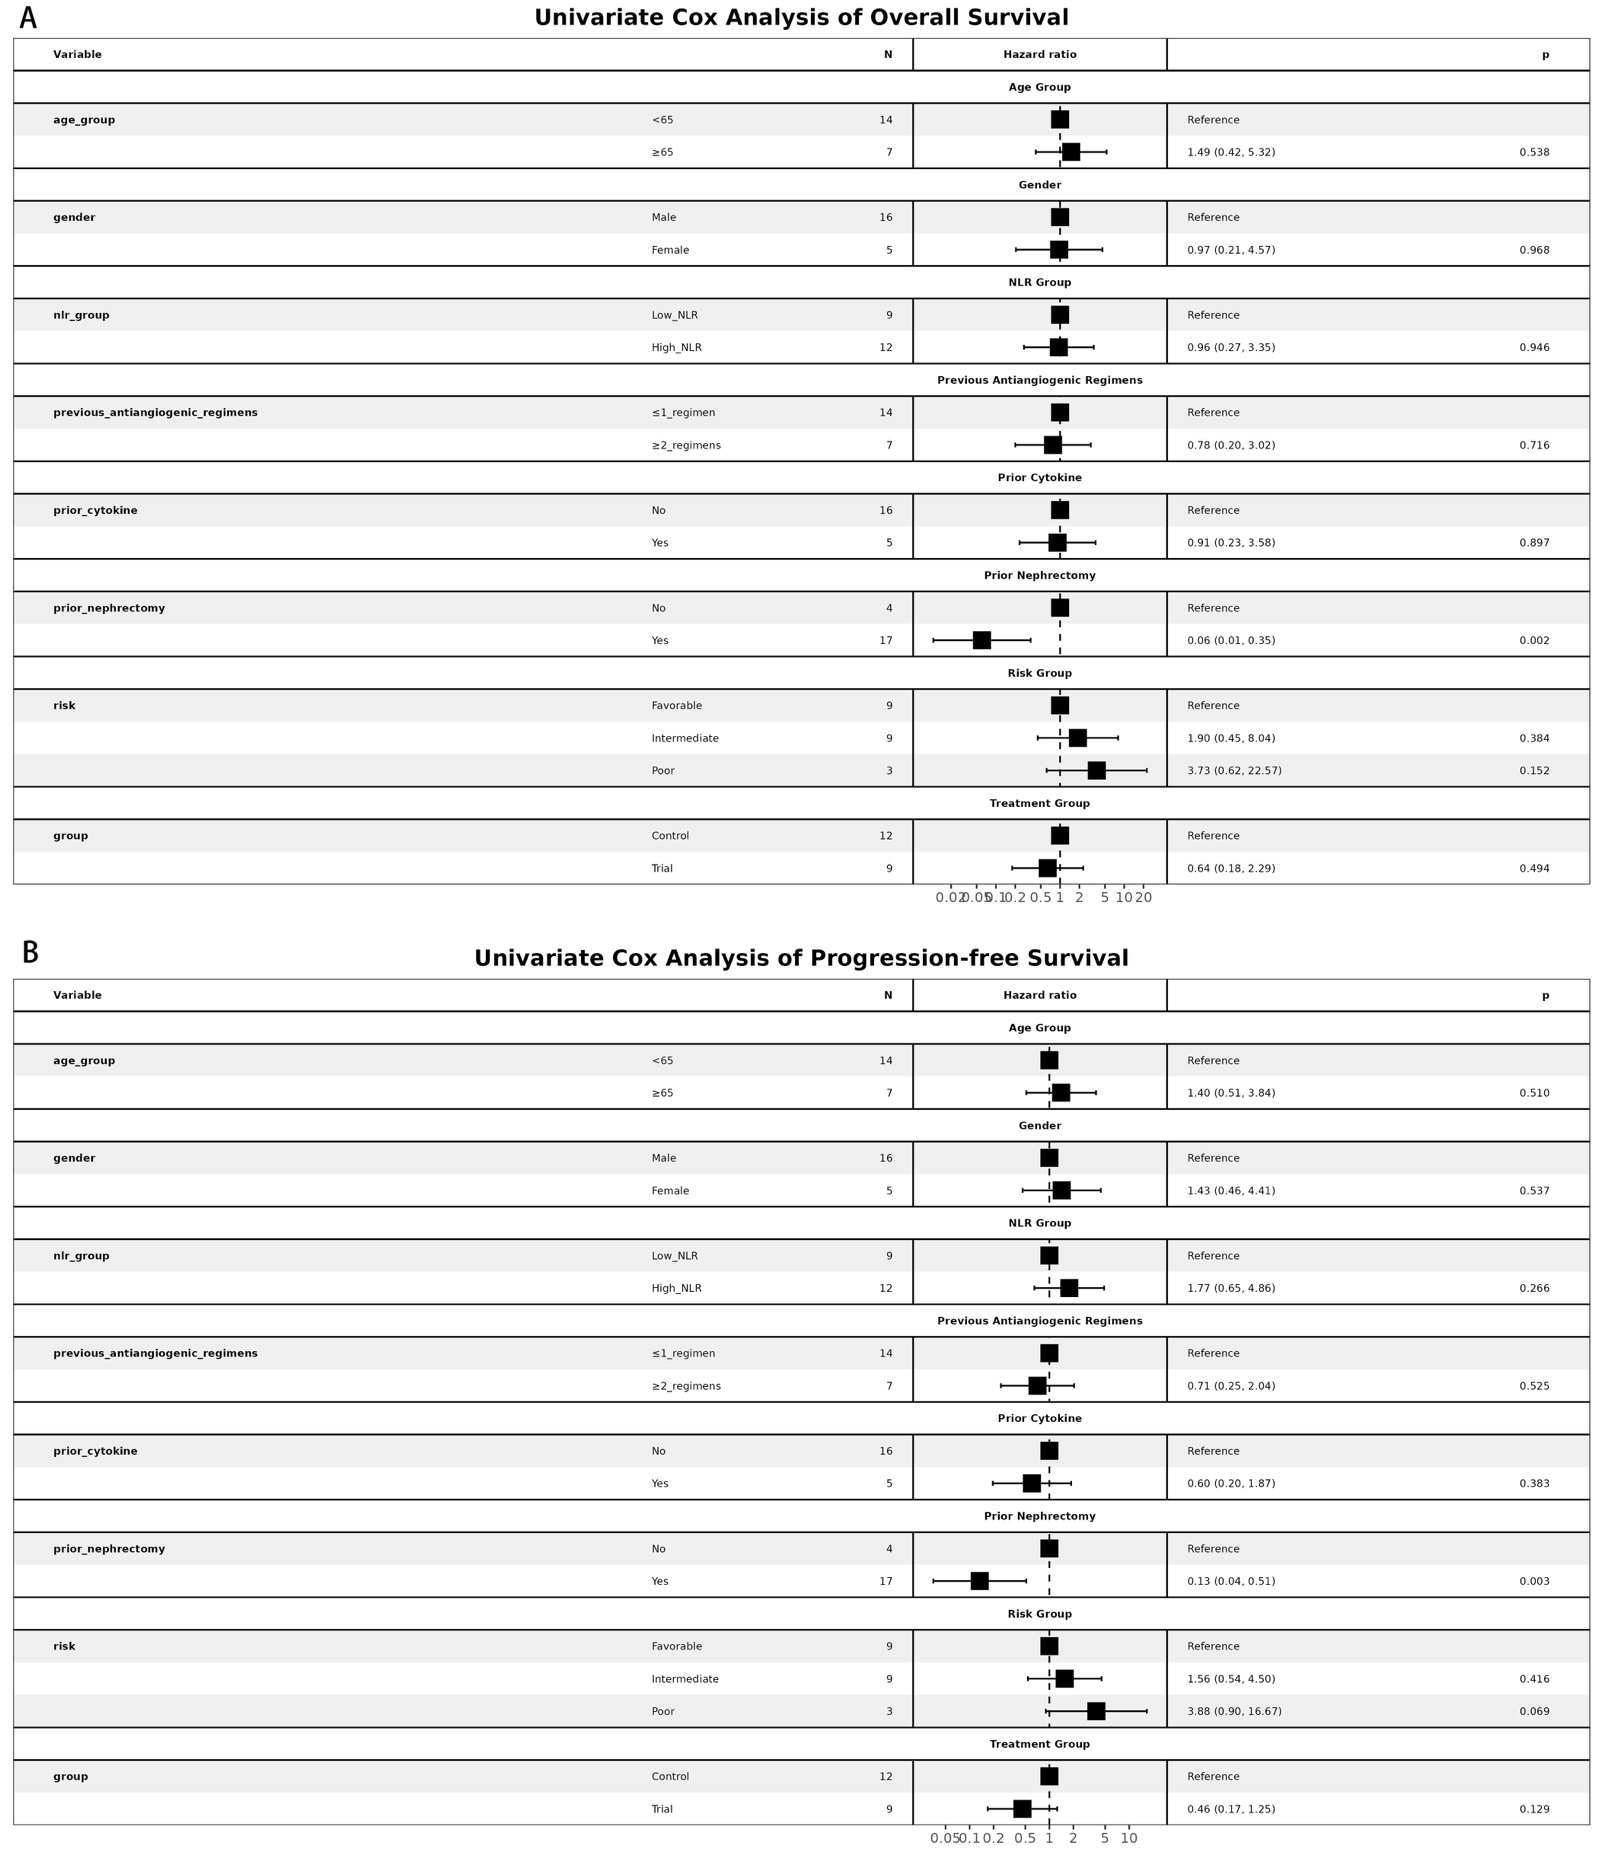 A
Univariate Cox Analysis of Overall Survival
Variable N Hazard ratio p
Age Group
age_group <65 14 Reference
≥65 7 1.49 (0.42, 5.32) 0.538
Gender
gender Male 16 Reference
Female 5 0.97 (0.21, 4.57) 0.968
NLR Group
nlr_group Low_NLR 9 Reference
High_NLR 12 0.96 (0.27, 3.35) 0.946
Previous Antiangiogenic Regimens
previous_antiangiogenic_regimens ≤1_regimen 14 Reference
≥2_regimens 7 0.78 (0.20, 3.02) 0.716
Prior Cytokine
prior_cytokine No 16 Reference
Yes 5 0.91 (0.23, 3.58) 0.897
Prior Nephrectomy
prior_nephrectomy No 4 Reference
Yes 17 0.06 (0.01, 0.35) 0.002
Risk Group
risk Favorable 9 Reference
Intermediate 9 1.90 (0.45, 8.04) 0.384
Poor 3 3.73 (0.62, 22.57) 0.152
Treatment Group
group Control 12 Reference
Trial 9 0.64 (0.18, 2.29) 0.494
0.02 0.05 0.1 0.2 0.5 1 2 5 10 20
B
Univariate Cox Analysis of Progression-free Survival
Variable N Hazard ratio p
Age Group
age_group <65 14 Reference
≥65 7 1.40 (0.51, 3.84) 0.510
Gender
gender Male 16 Reference
Female 5 1.43 (0.46, 4.41) 0.537
NLR Group
nlr_group Low_NLR 9 Reference
High_NLR 12 1.77 (0.65, 4.86) 0.266
Previous Antiangiogenic Regimens
previous_antiangiogenic_regimens ≤1_regimen 14 Reference
≥2_regimens 7 0.71 (0.25, 2.04) 0.525
Prior Cytokine
prior_cytokine No 16 Reference
Yes 5 0.60 (0.20, 1.87) 0.383
Prior Nephrectomy
prior_nephrectomy No 4 Reference
Yes 17 0.13 (0.04, 0.51) 0.003
Risk Group
risk Favorable 9 Reference
Intermediate 9 1.56 (0.54, 4.50) 0.416
Poor 3 3.88 (0.90, 16.67) 0.069
Treatment Group
group Control 12 Reference
Trial 9 0.46 (0.17, 1.25) 0.129
0.05 0.1 0.2 0.5 1 2 5 10